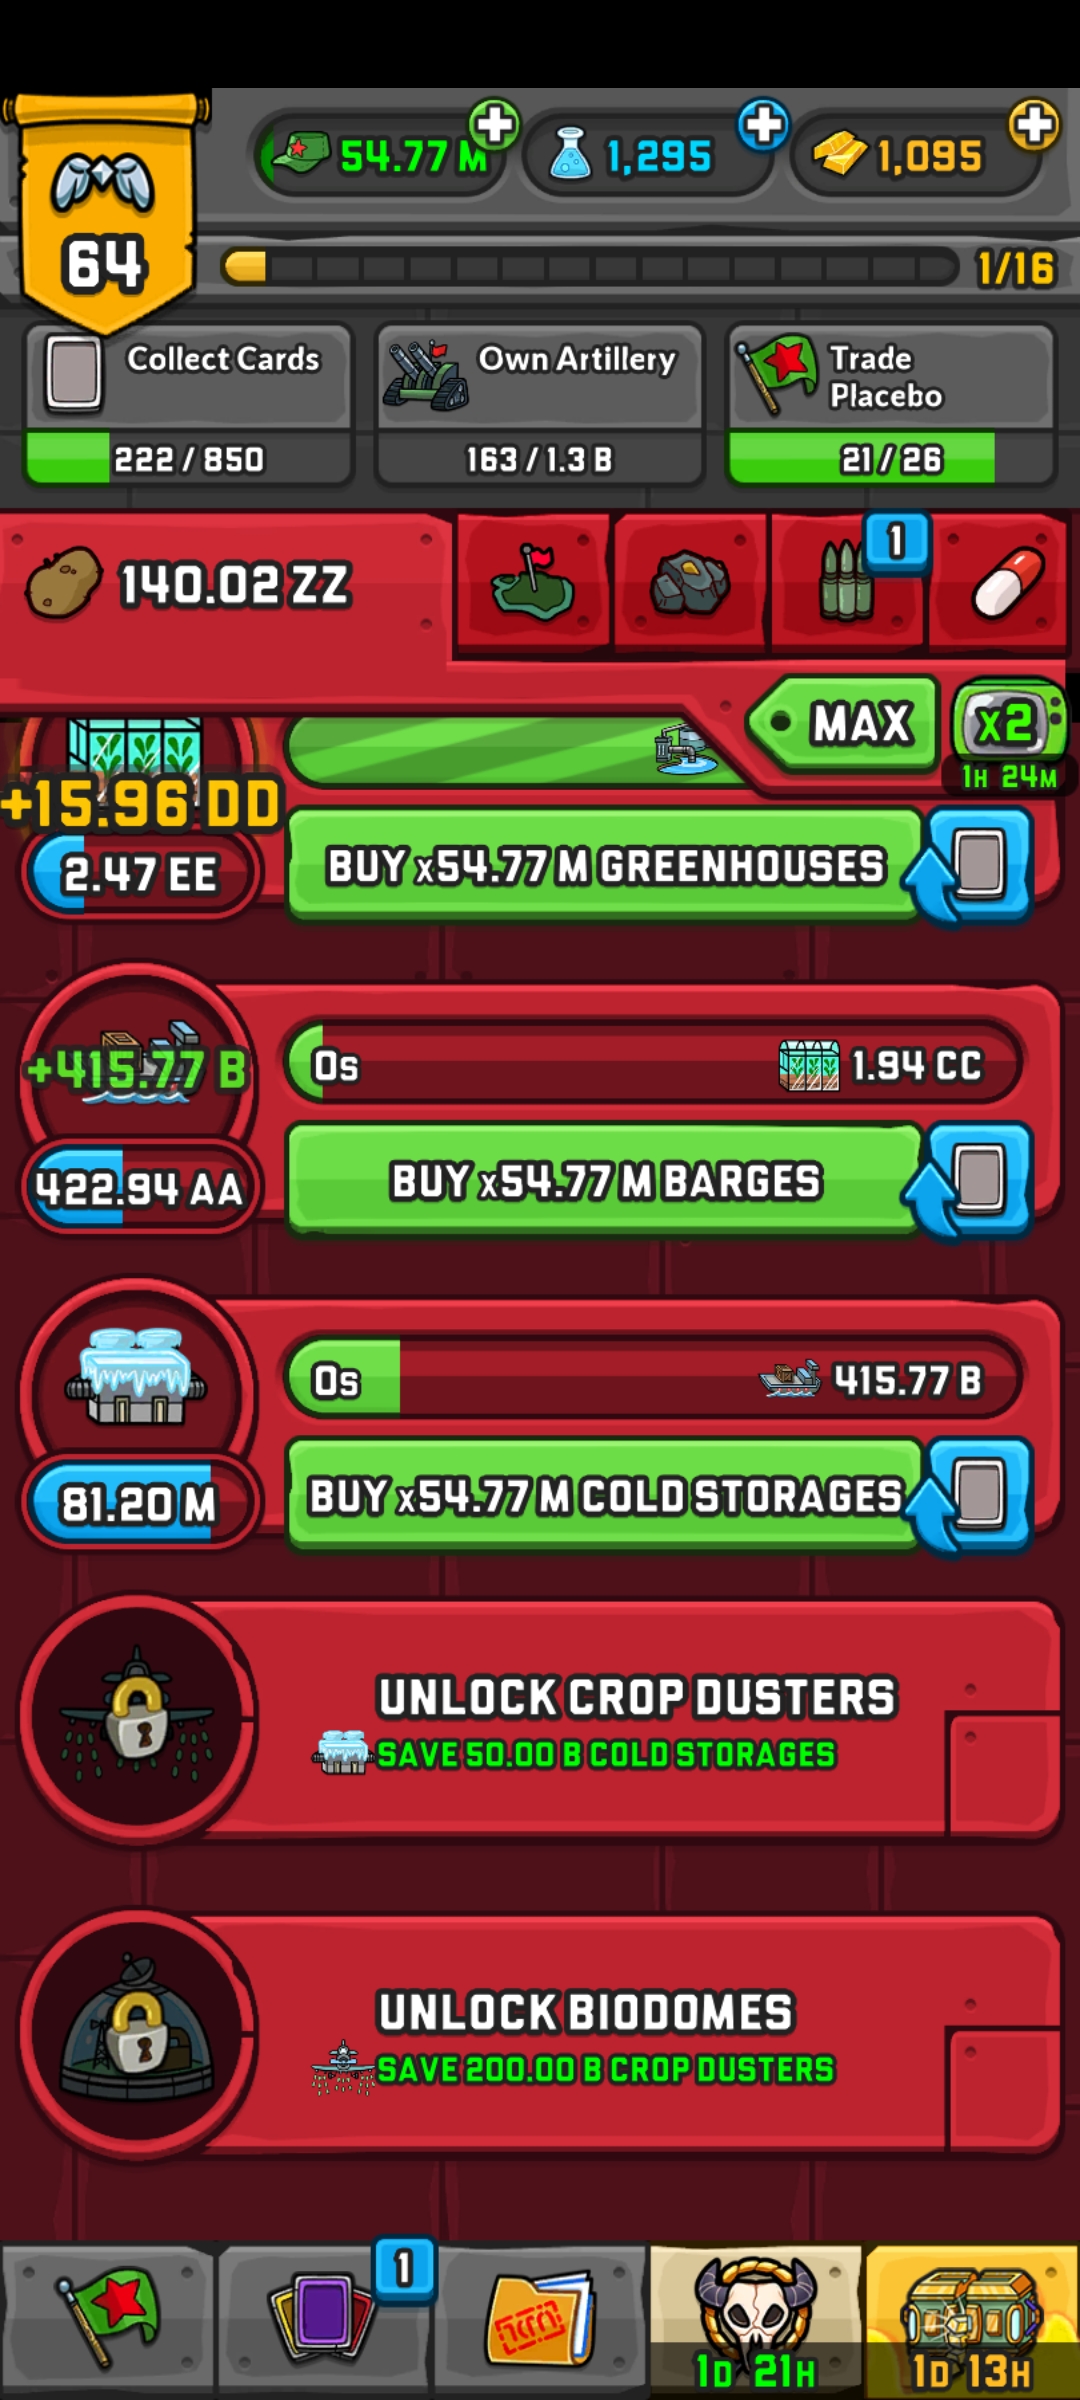 54.77 M
1,295
1,095
64
1/16
Collect Cards
222 / 850
Own Artillery
163 / 1.3 B
Trade
Placebo
21 / 26
140.02 ZZ
1
MAX
x2
1H 24M
+15.96 DD
2.47 EE
BUY x54.77 M GREENHOUSES
+415.77 B
0s
1.94 CC
422.94 AA
BUY x54.77 M BARGES
0s
415.77 B
81.20 M
BUY x54.77 M COLD STORAGES
UNLOCK CROP DUSTERS
SAVE 50.00 B COLD STORAGES
UNLOCK BIODOMES
SAVE 200.00 B CROP DUSTERS
1
1D 21H
1D 13H